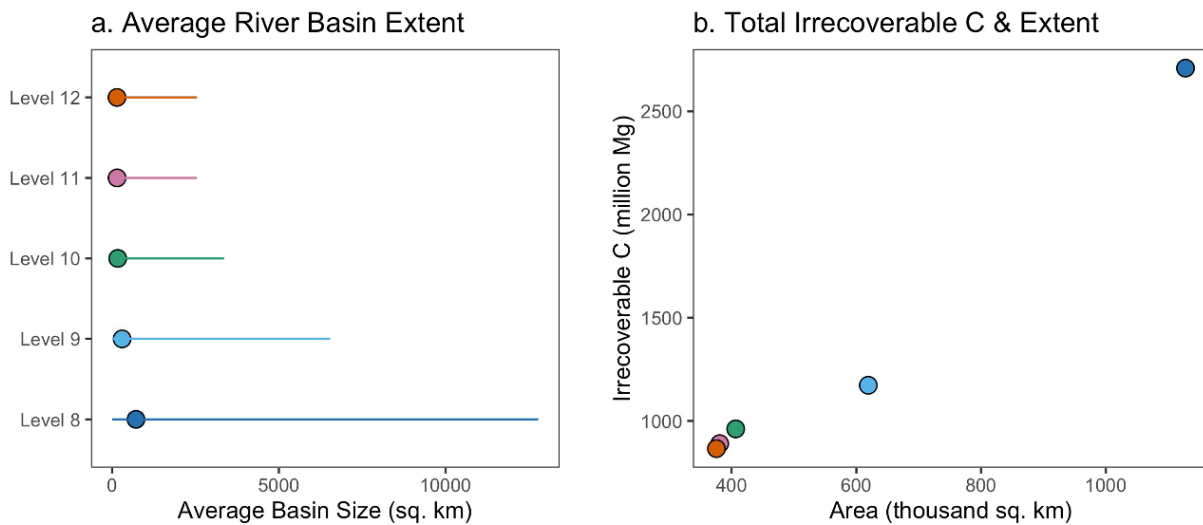 a. Average River Basin Extent
Level 12
Level 11
Level 10
Level 9
Level 8
0 5000 10000
Average Basin Size (sq. km)
b. Total Irrecoverable C & Extent
Irrecoverable C (million Mg)
2500
2000
1500
1000
400 600 800 1000
Area (thousand sq. km)